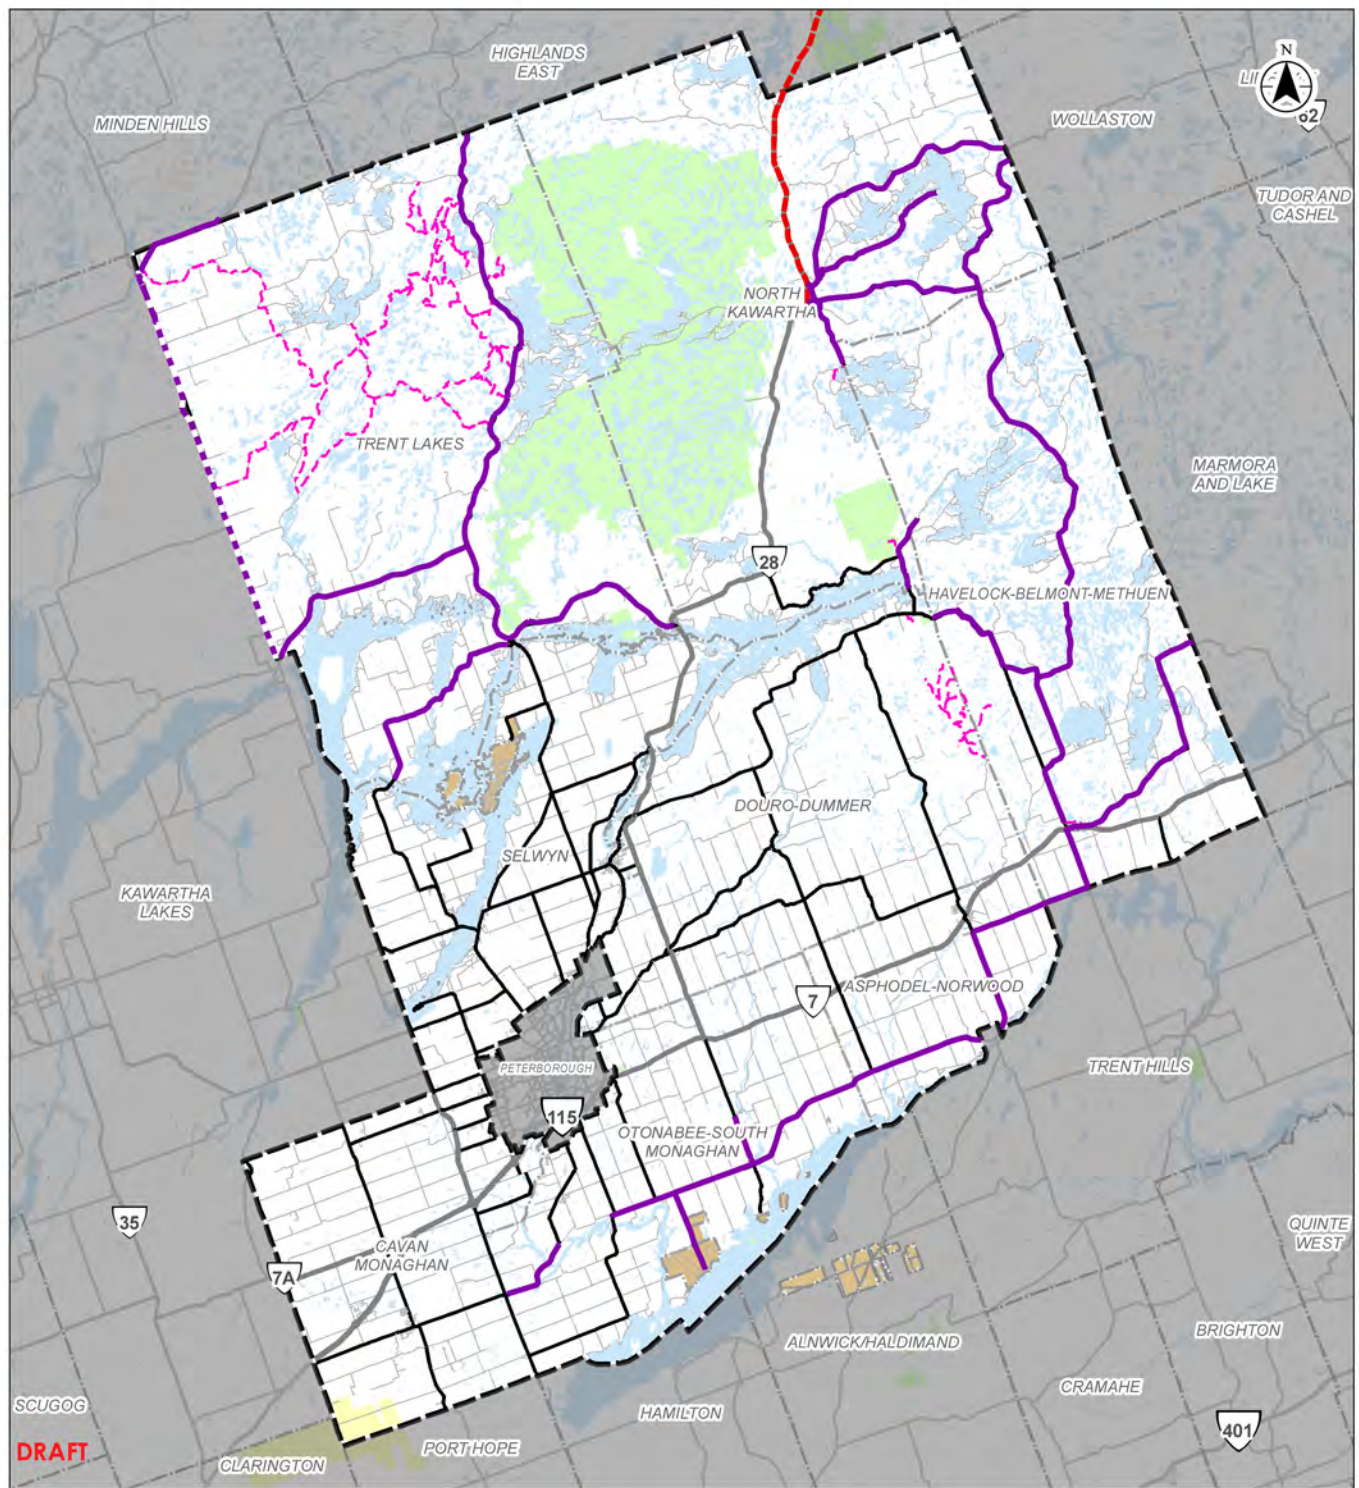 HIGHLANDS
EAST
N
62
MINDEN HILLS
WOLLASTON
TUDOR AND
CASHEL
NORTH
KAWARTHA
TRENT LAKES
MARMORA
AND LAKE
28
HAVELOCK-BELMONT-METHUEN
DOURO-DUMMER
SELWYN
KAWARTHA
LAKES
ASPHODEL-NORWOOD
7
PETERBOROUGH
TRENT HILLS
115
OTONABEE-SOUTH
MONAGHAN
35
QUINTE
WEST
CAVAN
MONAGHAN
7A
BRIGHTON
ALNWICK/HALDIMAND
CRAMAHE
SCUGOG
HAMILTON
401
DRAFT
PORT HOPE
CLARINGTON